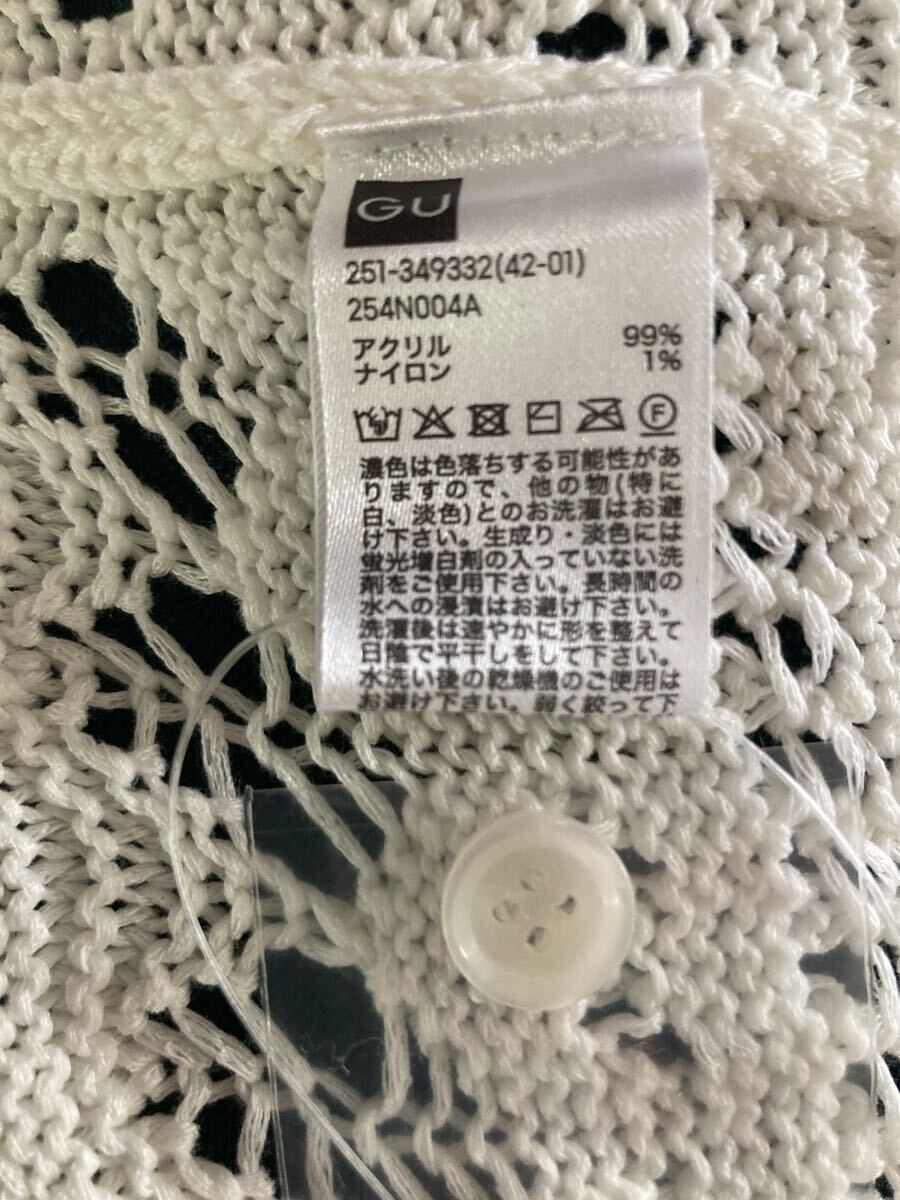 GU
251-349332(42-01)
254N004A
アクリル 99%
ナイロン 1%
F
濃色は色落ちする可能性があ
りますので、他の物(特に
白、淡色)とのお洗濯はお避
け下さい。生成り・淡色には
蛍光増白剤の入っていない洗
剤をご使用下さい。長時間の
水への浸漬はお避け下さい。
洗濯後は速やかに形を整えて
日陰で平干しをして下さい。
水洗い後の乾燥機のご使用は
お避け下さい。弱く絞って下